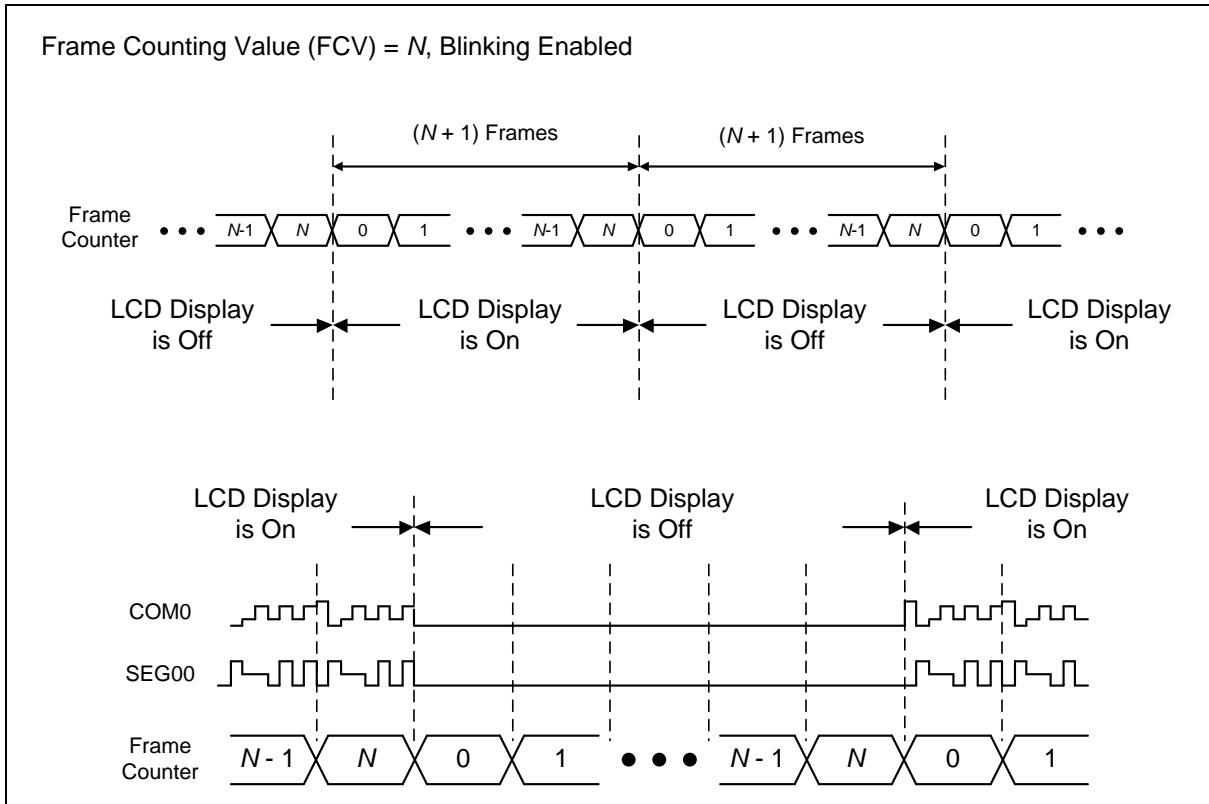 Frame Counting Value (FCV) = N, Blinking Enabled
(N + 1) Frames
(N + 1) Frames
Frame
Counter
N-1 N 0 1 N-1 N 0 1 N-1 N 0 1
LCD Display
is Off
LCD Display
is On
LCD Display
is Off
LCD Display
is On
LCD Display
is On
LCD Display
is Off
LCD Display
is On
COM0
SEG00
Frame
Counter
N - 1 N 0 1 N - 1 N 0 1